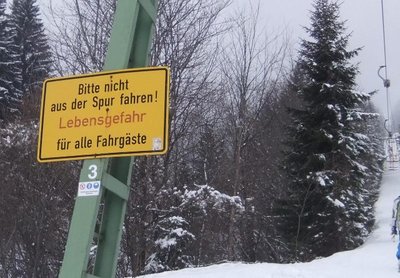 Bitte nicht
aus der Spur fahren!
Lebensgefahr
für alle Fahrgäste
3